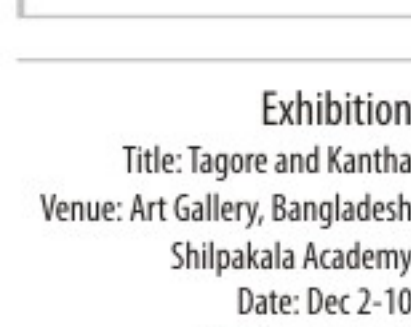 Exhibition
Title: Tagore and Kantha
Venue: Art Gallery, Bangladesh
Shilpakala Academy
Date: Dec 2-10